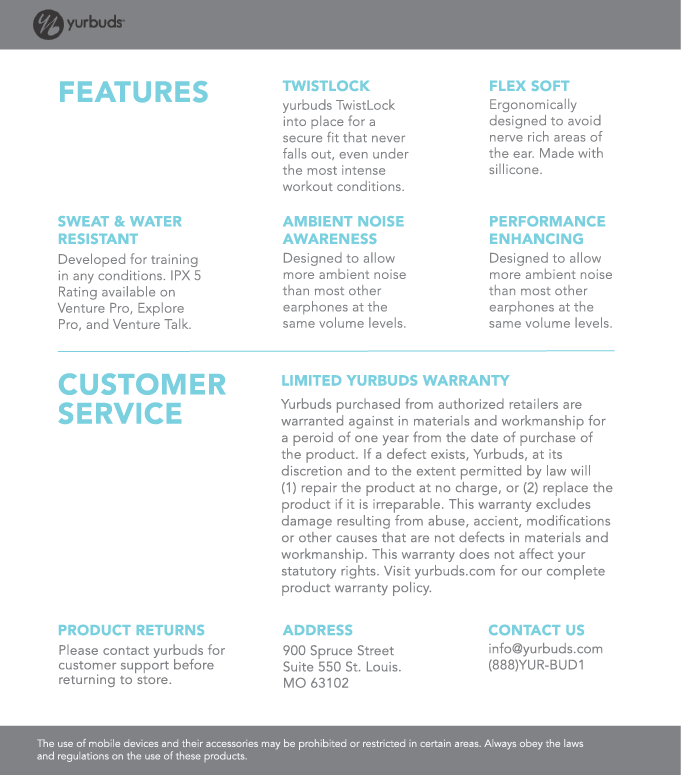 yurbuds
FEATURES
TWISTLOCK
yurbuds TwistLock
into place for a
secure fit that never
falls out, even under
the most intense
workout conditions.
FLEX SOFT
Ergonomically
designed to avoid
nerve rich areas of
the ear. Made with
sillicone.
SWEAT & WATER
RESISTANT
Developed for training
in any conditions. IPX 5
Rating available on
Venture Pro, Explore
Pro, and Venture Talk.
AMBIENT NOISE
AWARENESS
Designed to allow
more ambient noise
than most other
earphones at the
same volume levels.
PERFORMANCE
ENHANCING
Designed to allow
more ambient noise
than most other
earphones at the
same volume levels.
CUSTOMER
SERVICE
LIMITED YURBUDS WARRANTY
Yurbuds purchased from authorized retailers are
warranted against in materials and workmanship for
a peroid of one year from the date of purchase of
the product. If a defect exists, Yurbuds, at its
discretion and to the extent permitted by law will
(1) repair the product at no charge, or (2) replace the
product if it is irreparable. This warranty excludes
damage resulting from abuse, accient, modifications
or other causes that are not defects in materials and
workmanship. This warranty does not affect your
statutory rights. Visit yurbuds.com for our complete
product warranty policy.
PRODUCT RETURNS
Please contact yurbuds for
customer support before
returning to store.
ADDRESS
900 Spruce Street
Suite 550 St. Louis.
MO 63102
CONTACT US
info@yurbuds.com
(888)YUR-BUD1
The use of mobile devices and their accessories may be prohibited or restricted in certain areas. Always obey the laws
and regulations on the use of these products.